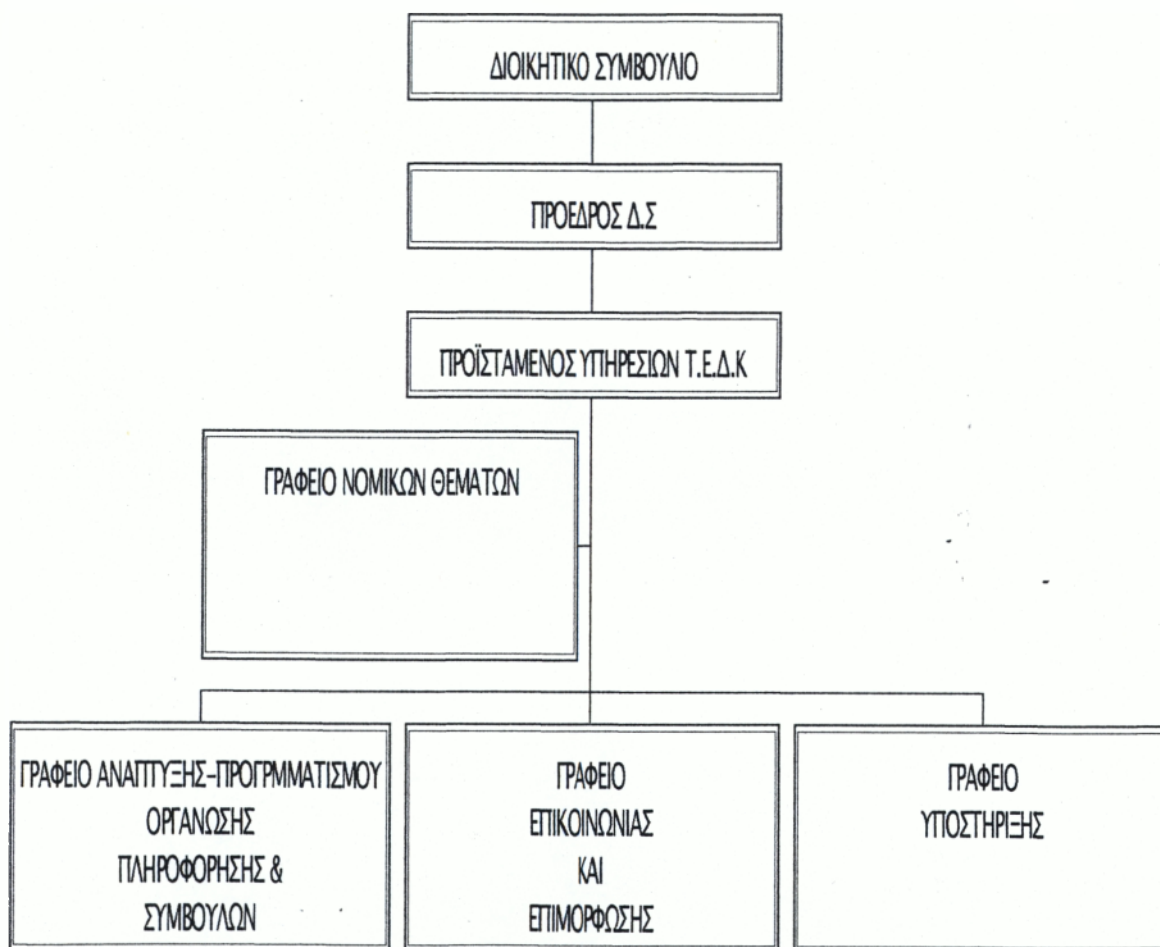 ΔΙΟΙΚΗΤΙΚΟ ΣΥΜΒΟΥΛΙΟ
ΠΡΟΕΔΡΟΣ Δ.Σ
ΠΡΟΪΣΤΑΜΕΝΟΣ ΥΠΗΡΕΣΙΩΝ Τ.Ε.Δ.Κ
ΓΡΑΦΕΙΟ ΝΟΜΙΚΩΝ ΘΕΜΑΤΩΝ
ΓΡΑΦΕΙΟ ΑΝΑΠΤΥΞΗΣ-ΠΡΟΓΡΜΜΑΤΙΣΜΟΥ
ΟΡΓΑΝΩΣΗΣ
ΠΛΗΡΟΦΟΡΗΣΗΣ &
ΣΥΜΒΟΥΛΩΝ
ΓΡΑΦΕΙΟ
ΕΠΙΚΟΙΝΩΝΙΑΣ
ΚΑΙ
ΕΠΙΜΟΡΦΩΣΗΣ
ΓΡΑΦΕΙΟ
ΥΠΟΣΤΗΡΙΞΗΣ